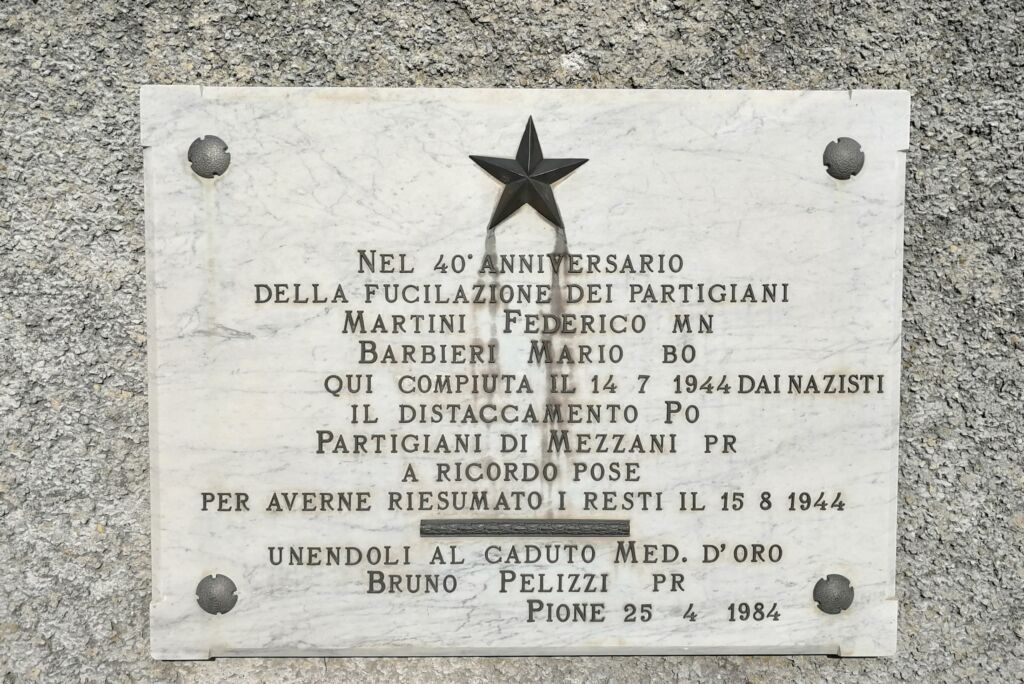 Nel 40° anniversario
della fucilazione dei partigiani
Martini Federico MN
Barbieri Mario BO
qui compiuta il 14 7 1944 dai nazisti
il distaccamento Po
Partigiani di Mezzani PR
a ricordo pose
per averne riesumato i resti il 15 8 1944
unendoli al caduto Med. d'oro
Bruno Pelizzi PR
Pione 25 4 1984